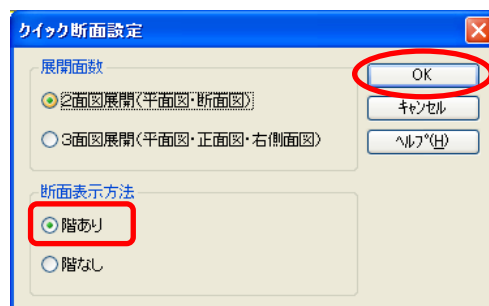 クイック断面設定
展開面数
2面図展開(平面図・断面図)
3面図展開(平面図・正面図・右側面図)
OK
キャンセル
ヘルプ(H)
断面表示方法
階あり
階なし